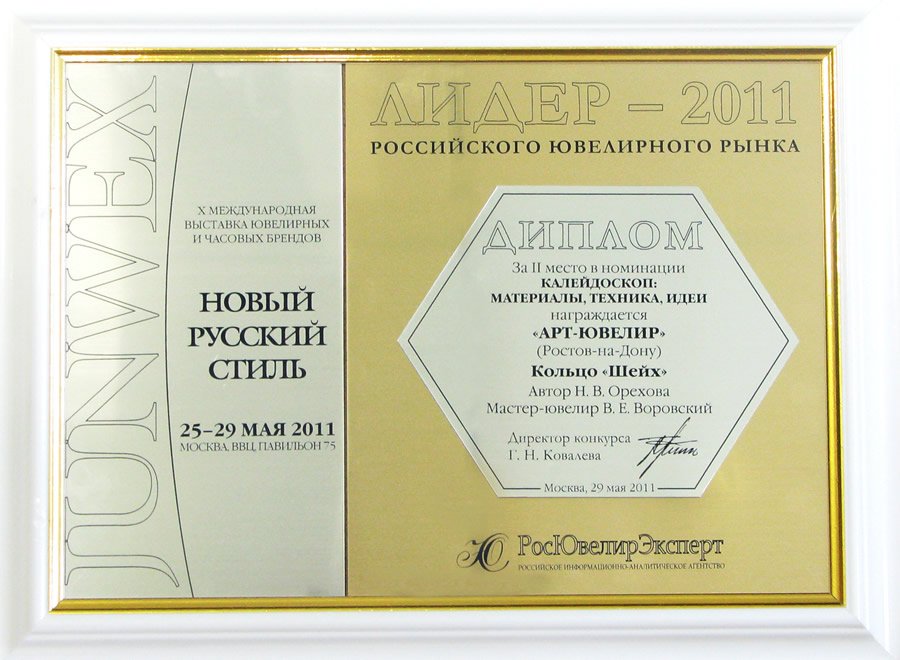 JUNWEX
X МЕЖДУНАРОДНАЯ
ВЫСТАВКА ЮВЕЛИРНЫХ
И ЧАСОВЫХ БРЕНДОВ
НОВЫЙ
РУССКИЙ
СТИЛЬ
25–29 МАЯ 2011
МОСКВА, ВВЦ, ПАВИЛЬОН 75
ЛИДЕР – 2011
РОССИЙСКОГО ЮВЕЛИРНОГО РЫНКА
ДИПЛОМ
За II место в номинации
КАЛЕЙДОСКОП:
МАТЕРИАЛЫ, ТЕХНИКА, ИДЕИ
награждается
«АРТ-ЮВЕЛИР»
(Ростов-на-Дону)
Кольцо «Шейх»
Автор Н. В. Орехова
Мастер-ювелир В. Е. Воровский
Директор конкурса
Г. Н. Ковалева
Москва, 29 мая 2011
РосЮвелирЭксперт
РОССИЙСКОЕ ИНФОРМАЦИОННО-АНАЛИТИЧЕСКОЕ АГЕНТСТВО